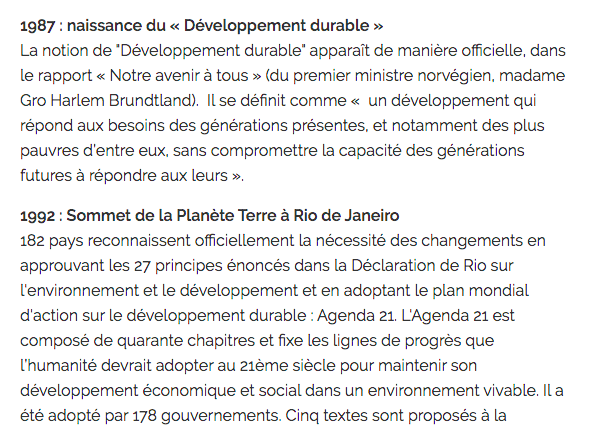 1987 : naissance du « Développement durable »
La notion de "Développement durable" apparaît de manière officielle, dans
le rapport « Notre avenir à tous » (du premier ministre norvégien, madame
Gro Harlem Brundtland).  Il se définit comme «  un développement qui
répond aux besoins des générations présentes, et notamment des plus
pauvres d'entre eux, sans compromettre la capacité des générations
futures à répondre aux leurs ».
1992 : Sommet de la Planète Terre à Rio de Janeiro
182 pays reconnaissent officiellement la nécessité des changements en
approuvant les 27 principes énoncés dans la Déclaration de Rio sur
l'environnement et le développement et en adoptant le plan mondial
d'action sur le développement durable : Agenda 21. L'Agenda 21 est
composé de quarante chapitres et fixe les lignes de progrès que
l'humanité devrait adopter au 21ème siècle pour maintenir son
développement économique et social dans un environnement vivable. Il a
été adopté par 178 gouvernements. Cinq textes sont proposés à la